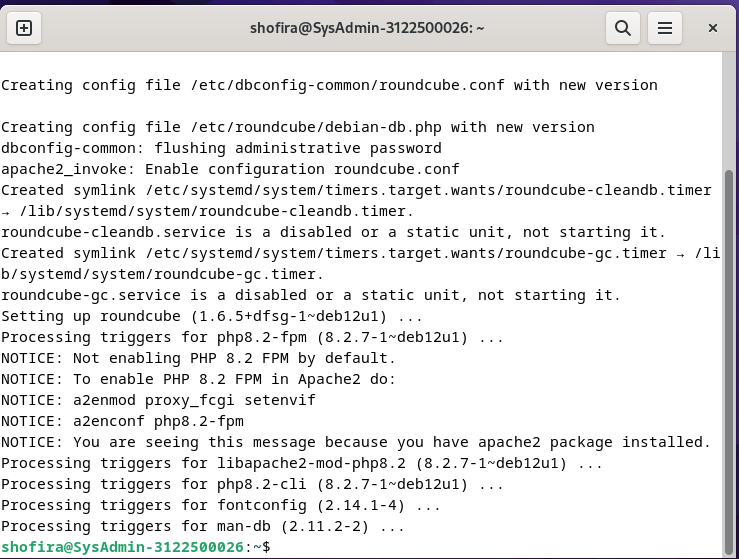 shofira@SysAdmin-3122500026: ~
Creating config file /etc/dbconfig-common/roundcube.conf with new version
Creating config file /etc/roundcube/debian-db.php with new version
dbconfig-common: flushing administrative password
apache2_invoke: Enable configuration roundcube.conf
Created symlink /etc/systemd/system/timers.target.wants/roundcube-cleandb.timer
→ /lib/systemd/system/roundcube-cleandb.timer.
roundcube-cleandb.service is a disabled or a static unit, not starting it.
Created symlink /etc/systemd/system/timers.target.wants/roundcube-gc.timer → /li
b/systemd/system/roundcube-gc.timer.
roundcube-gc.service is a disabled or a static unit, not starting it.
Setting up roundcube (1.6.5+dfsg-1~deb12u1) ...
Processing triggers for php8.2-fpm (8.2.7-1~deb12u1) ...
NOTICE: Not enabling PHP 8.2 FPM by default.
NOTICE: To enable PHP 8.2 FPM in Apache2 do:
NOTICE: a2enmod proxy_fcgi setenvif
NOTICE: a2enconf php8.2-fpm
NOTICE: You are seeing this message because you have apache2 package installed.
Processing triggers for libapache2-mod-php8.2 (8.2.7-1~deb12u1) ...
Processing triggers for php8.2-cli (8.2.7-1~deb12u1) ...
Processing triggers for fontconfig (2.14.1-4) ...
Processing triggers for man-db (2.11.2-2) ...
shofira@SysAdmin-3122500026:~$